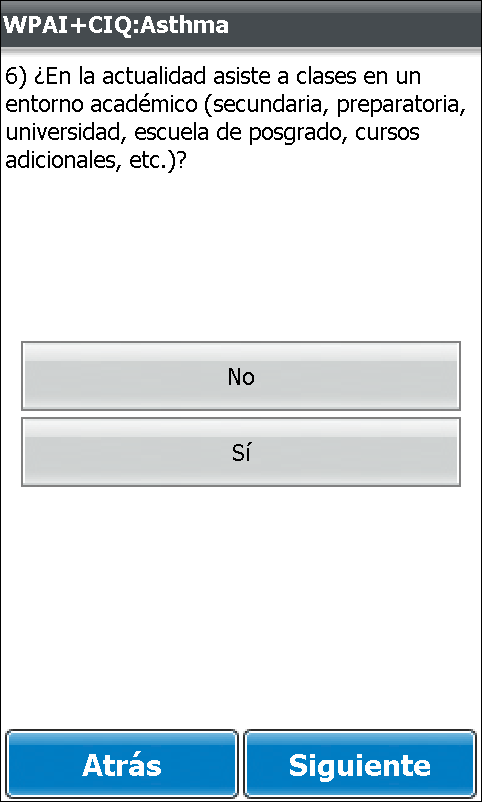 WPAI+CIQ:Asthma
6) ¿En la actualidad asiste a clases en un
entorno académico (secundaria, preparatoria,
universidad, escuela de posgrado, cursos
adicionales, etc.)?
No
Sí
Atrás
Siguiente